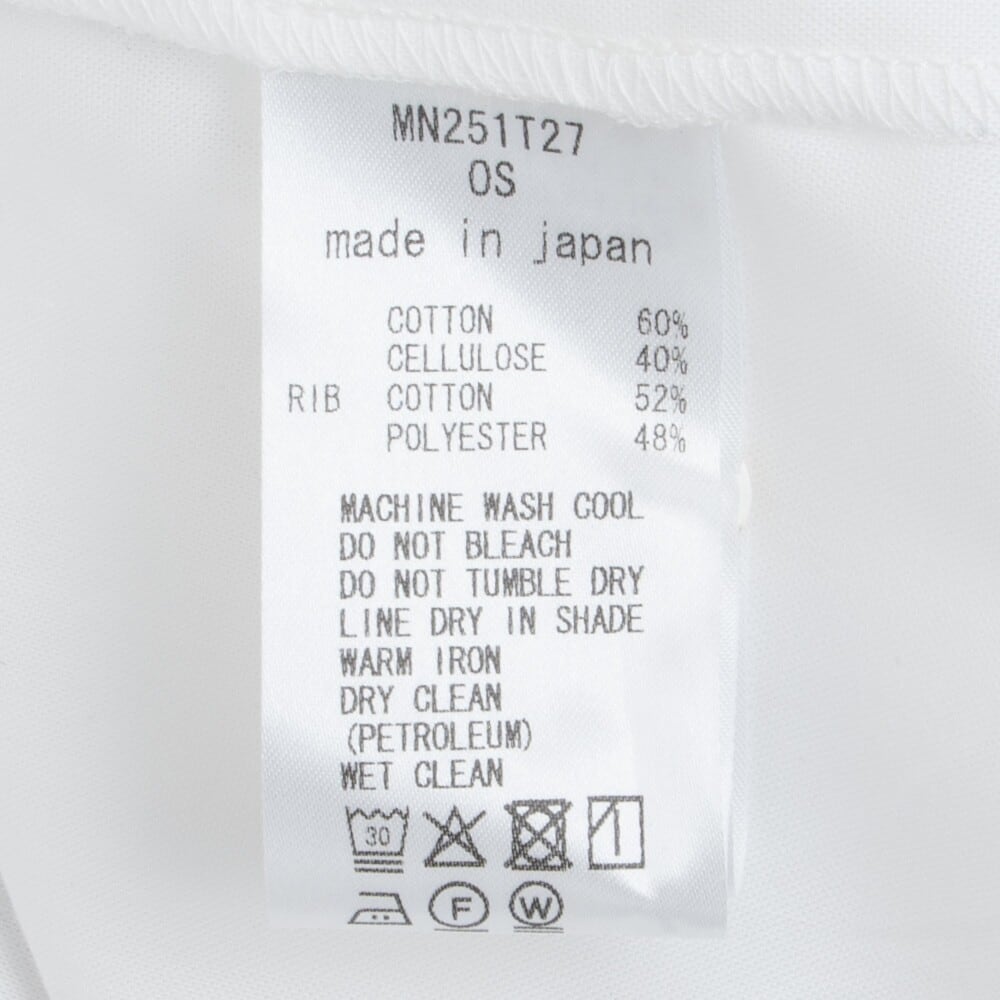 MN251T27
OS
made in japan
COTTON 60%
CELLULOSE 40%
RIB COTTON 52%
POLYESTER 48%
MACHINE WASH COOL
DO NOT BLEACH
DO NOT TUMBLE DRY
LINE DRY IN SHADE
WARM IRON
DRY CLEAN
(PETROLEUM)
WET CLEAN
30
F W